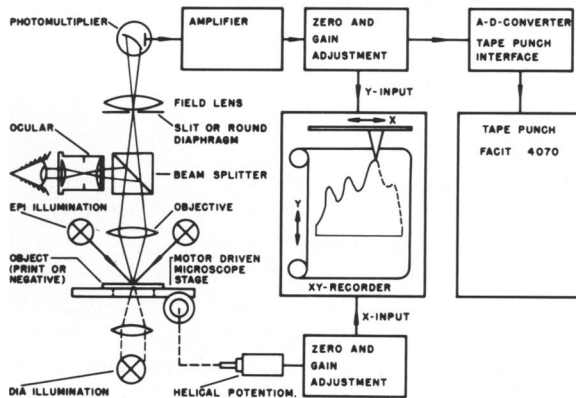 PHOTOMULTIPLIER
AMPLIFIER
ZERO AND
GAIN
ADJUSTMENT
A-D-CONVERTER
TAPE PUNCH
INTERFACE
Y-INPUT
FIELD LENS
SLIT OR ROUND
DIAPHRAGM
OCULAR
BEAM SPLITTER
X
Y
TAPE PUNCH
FACIT 4070
EPI ILLUMINATION
OBJECTIVE
OBJECT
(PRINT OR
NEGATIVE)
MOTOR DRIVEN
MICROSCOPE
STAGE
XY-RECORDER
X-INPUT
ZERO AND
GAIN
ADJUSTMENT
DIA ILLUMINATION
HELICAL POTENTIOM.